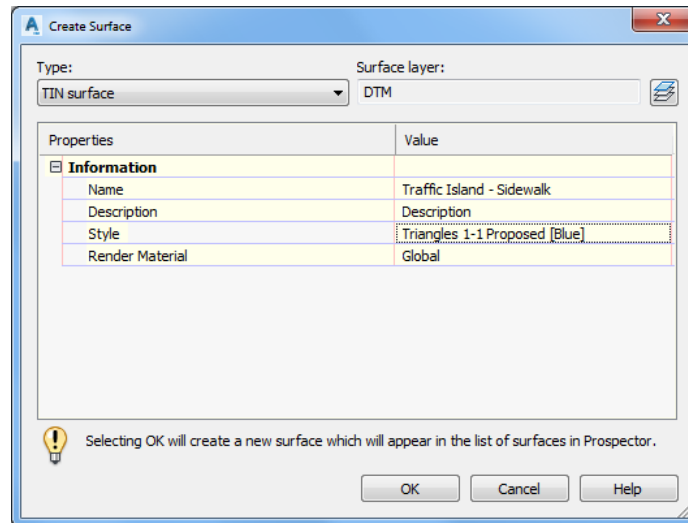 Create Surface
Type: Surface layer:
TIN surface DTM
Properties Value
Information
Name Traffic Island - Sidewalk
Description Description
Style Triangles 1-1 Proposed [Blue]
Render Material Global
Selecting OK will create a new surface which will appear in the list of surfaces in Prospector.
OK Cancel Help